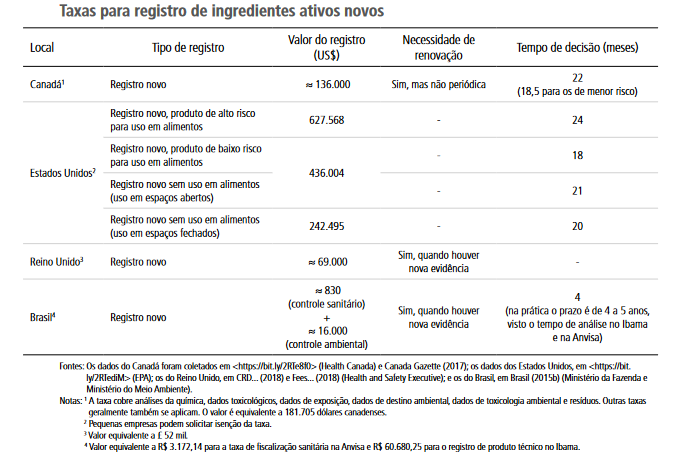 Taxas para registro de ingredientes ativos novos
Local
Tipo de registro
Valor do registro
(US$)
Necessidade de
renovação
Tempo de decisão (meses)
Canadá¹
Registro novo
≈ 136.000
Sim, mas não periódica
22
(18,5 para os de menor risco)
Estados Unidos²
Registro novo, produto de alto risco
para uso em alimentos
627.568
-
24
Registro novo, produto de baixo risco
para uso em alimentos
436.004
-
18
Registro novo sem uso em alimentos
(uso em espaços abertos)
-
21
Registro novo sem uso em alimentos
(uso em espaços fechados)
242.495
-
20
Reino Unido³
Registro novo
≈ 69.000
Sim, quando houver
nova evidência
-
Brasil⁴
Registro novo
≈ 830
(controle sanitário)
+
≈ 16.000
(controle ambiental)
Sim, quando houver
nova evidência
4
(na prática o prazo é de 4 a 5 anos,
visto o tempo de análise no Ibama
e na Anvisa)
Fontes: Os dados do Canadá foram coletados em <https://bit.ly/2RTe8f0> (Health Canada) e Canada Gazette (2017); os dados dos Estados Unidos, em <https://bit.
ly/2RTediM> (EPA); os do Reino Unido, em CRD... (2018) e Fees... (2018) (Health and Safety Executive); e os do Brasil, em Brasil (2015b) (Ministério da Fazenda e
Ministério do Meio Ambiente).
Notas: ¹ A taxa cobre análises da química, dados toxicológicos, dados de exposição, dados de destino ambiental, dados de toxicologia ambiental e resíduos. Outras taxas
geralmente também se aplicam. O valor é equivalente a 181.705 dólares canadenses.
² Pequenas empresas podem solicitar isenção da taxa.
³ Valor equivalente a £ 52 mil.
⁴ Valor equivalente a R$ 3.172,14 para a taxa de fiscalização sanitária na Anvisa e R$ 60.680,25 para o registro de produto técnico no Ibama.